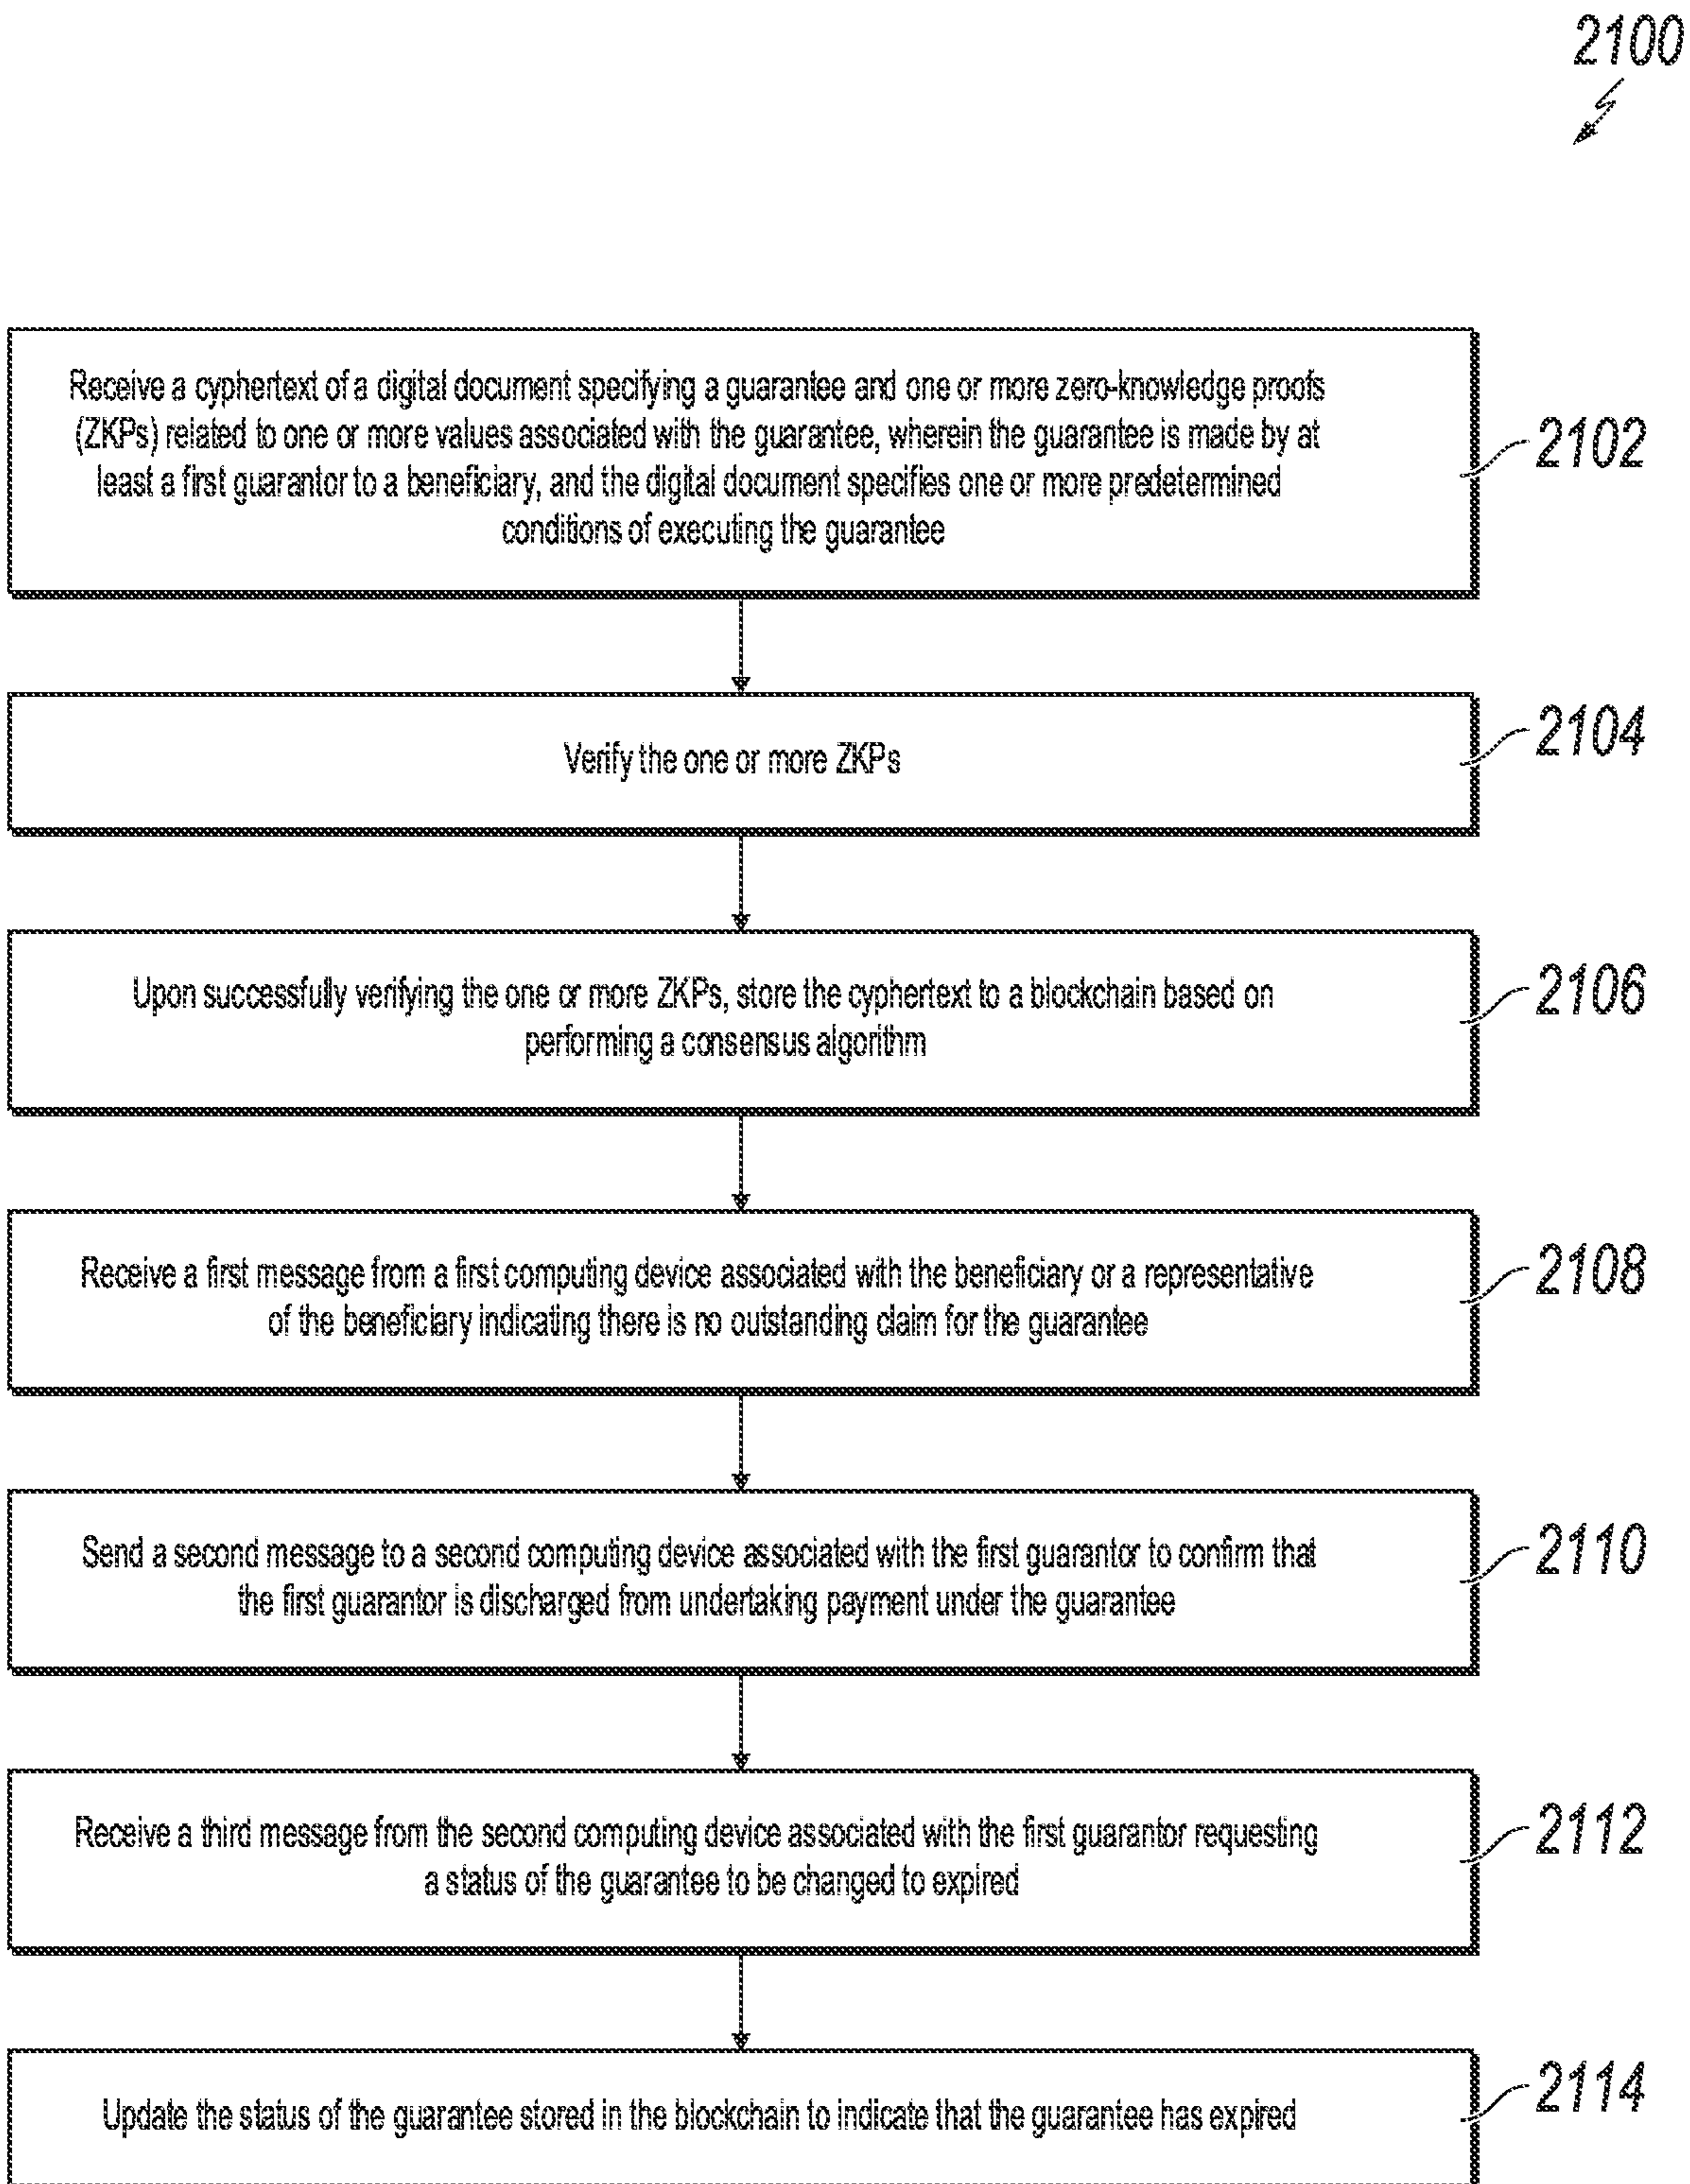 2100
Receive a cyphertext of a digital document specifying a guarantee and one or more zero-knowledge proofs
(ZKPs) related to one or more values associated with the guarantee, wherein the guarantee is made by at
least a first guarantor to a beneficiary, and the digital document specifies one or more predetermined
conditions of executing the guarantee
2102
Verify the one or more ZKPs
2104
Upon successfully verifying the one or more ZKPs, store the cyphertext to a blockchain based on
performing a consensus algorithm
2106
Receive a first message from a first computing device associated with the beneficiary or a representative
of the beneficiary indicating there is no outstanding claim for the guarantee
2108
Send a second message to a second computing device associated with the first guarantor to confirm that
the first guarantor is discharged from undertaking payment under the guarantee
2110
Receive a third message from the second computing device associated with the first guarantor requesting
a status of the guarantee to be changed to expired
2112
Update the status of the guarantee stored in the blockchain to indicate that the guarantee has expired
2114